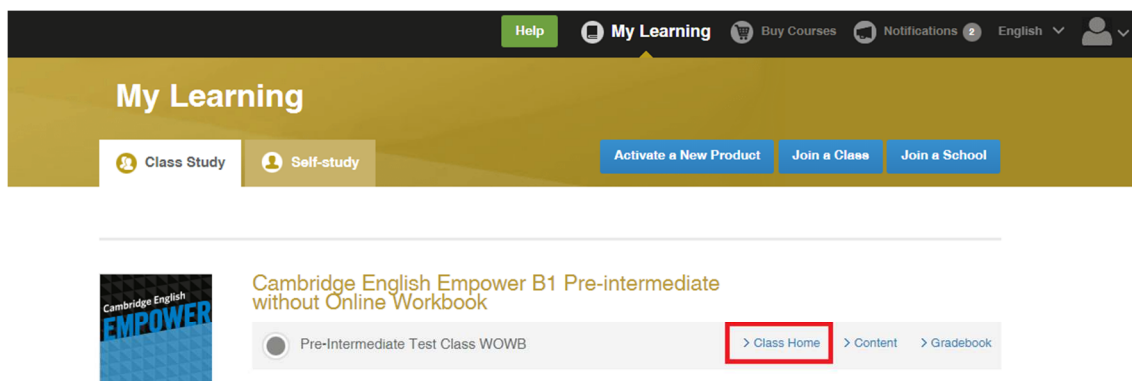 Help My Learning Buy Courses Notifications 2 English
My Learning
Class Study Self-study Activate a New Product Join a Class Join a School
Cambridge English Empower B1 Pre-intermediate
without Online Workbook
Cambridge English
EMPOWER
Pre-Intermediate Test Class WOWB > Class Home > Content > Gradebook